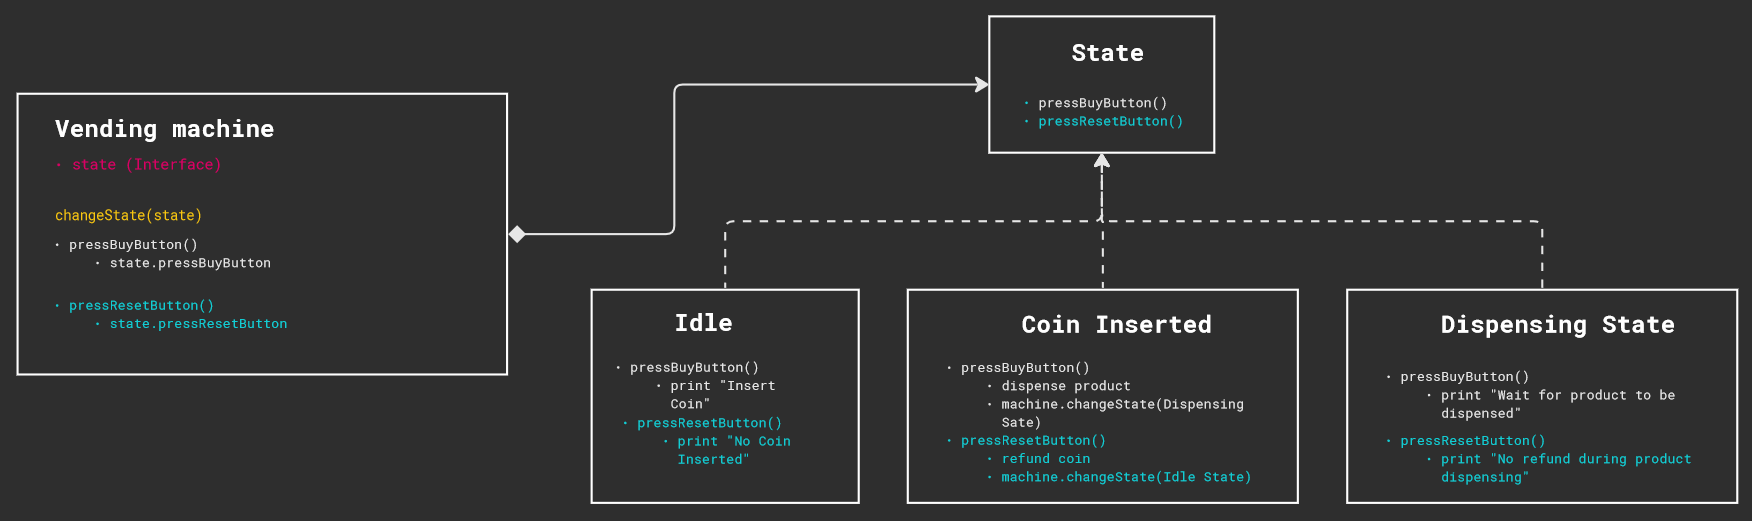 State
· pressBuyButton()
· pressResetButton()
Vending machine
· state (Interface)
changeState(state)
· pressBuyButton()
· state.pressBuyButton
· pressResetButton()
· state.pressResetButton
Idle
· pressBuyButton()
· print "Insert
Coin"
· pressResetButton()
· print "No Coin
Inserted"
Coin Inserted
· pressBuyButton()
· dispense product
· machine.changeState(Dispensing
Sate)
· pressResetButton()
· refund coin
· machine.changeState(Idle State)
Dispensing State
· pressBuyButton()
· print "Wait for product to be
dispensed"
· pressResetButton()
· print "No refund during product
dispensing"